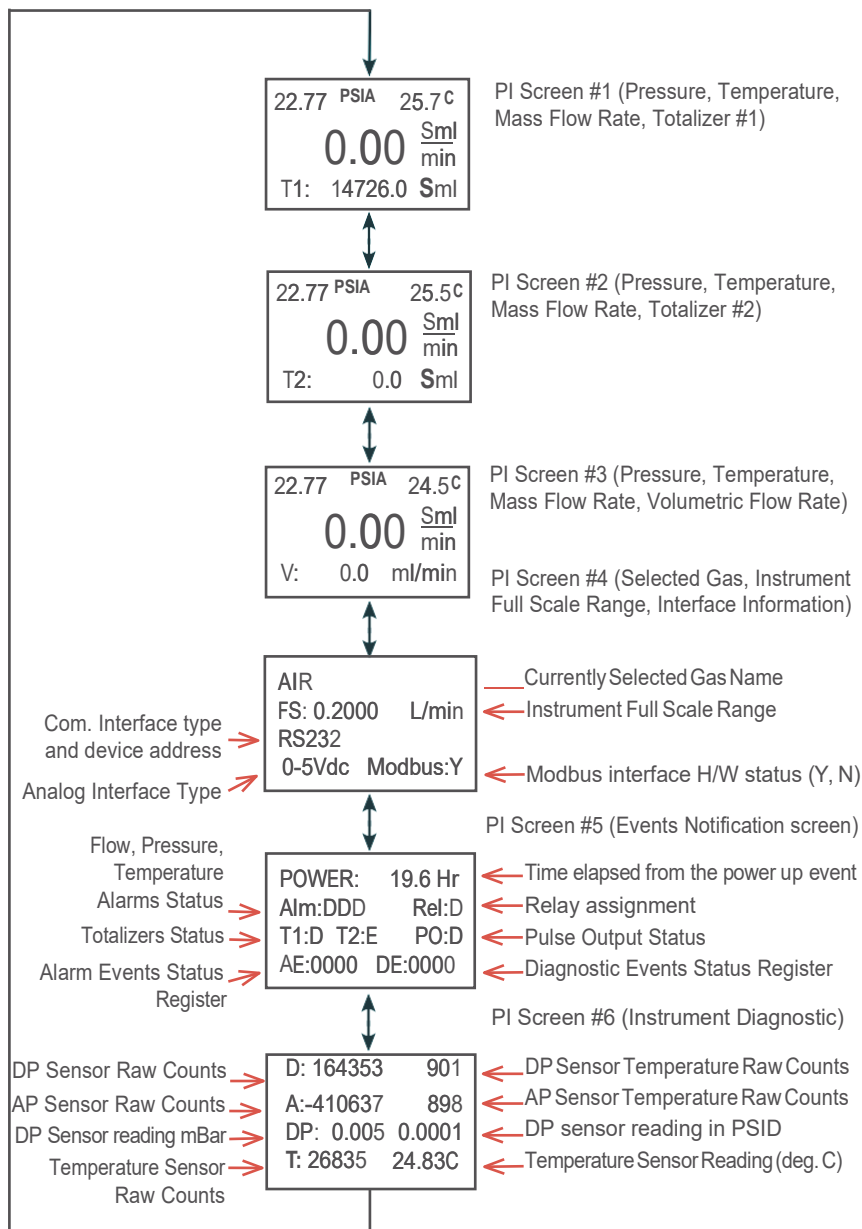 22.77 PSIA 25.7 C
0.00 Sml
min
T1: 14726.0 Sml
PI Screen #1 (Pressure, Temperature,
Mass Flow Rate, Totalizer #1)
22.77 PSIA 25.5 C
0.00 Sml
min
T2: 0.0 Sml
PI Screen #2 (Pressure, Temperature,
Mass Flow Rate, Totalizer #2)
22.77 PSIA 24.5 C
0.00 Sml
min
V: 0.0 ml/min
PI Screen #3 (Pressure, Temperature,
Mass Flow Rate, Volumetric Flow Rate)
PI Screen #4 (Selected Gas, Instrument
Full Scale Range, Interface Information)
AIR
FS: 0.2000 L/min
RS232
0-5Vdc Modbus:Y
Com. Interface type
and device address
Analog Interface Type
Currently Selected Gas Name
Instrument Full Scale Range
Modbus interface H/W status (Y, N)
PI Screen #5 (Events Notification screen)
Flow, Pressure,
Temperature
Alarms Status
Totalizers Status
Alarm Events Status
Register
POWER: 19.6 Hr
Alm:DDD Rel:D
T1:D T2:E PO:D
AE:0000 DE:0000
Time elapsed from the power up event
Relay assignment
Pulse Output Status
Diagnostic Events Status Register
PI Screen #6 (Instrument Diagnostic)
DP Sensor Raw Counts
AP Sensor Raw Counts
DP Sensor reading mBar
Temperature Sensor
Raw Counts
D: 164353 901
A:-410637 898
DP: 0.005 0.0001
T: 26835 24.83C
DP Sensor Temperature Raw Counts
AP Sensor Temperature Raw Counts
DP sensor reading in PSID
Temperature Sensor Reading (deg. C)